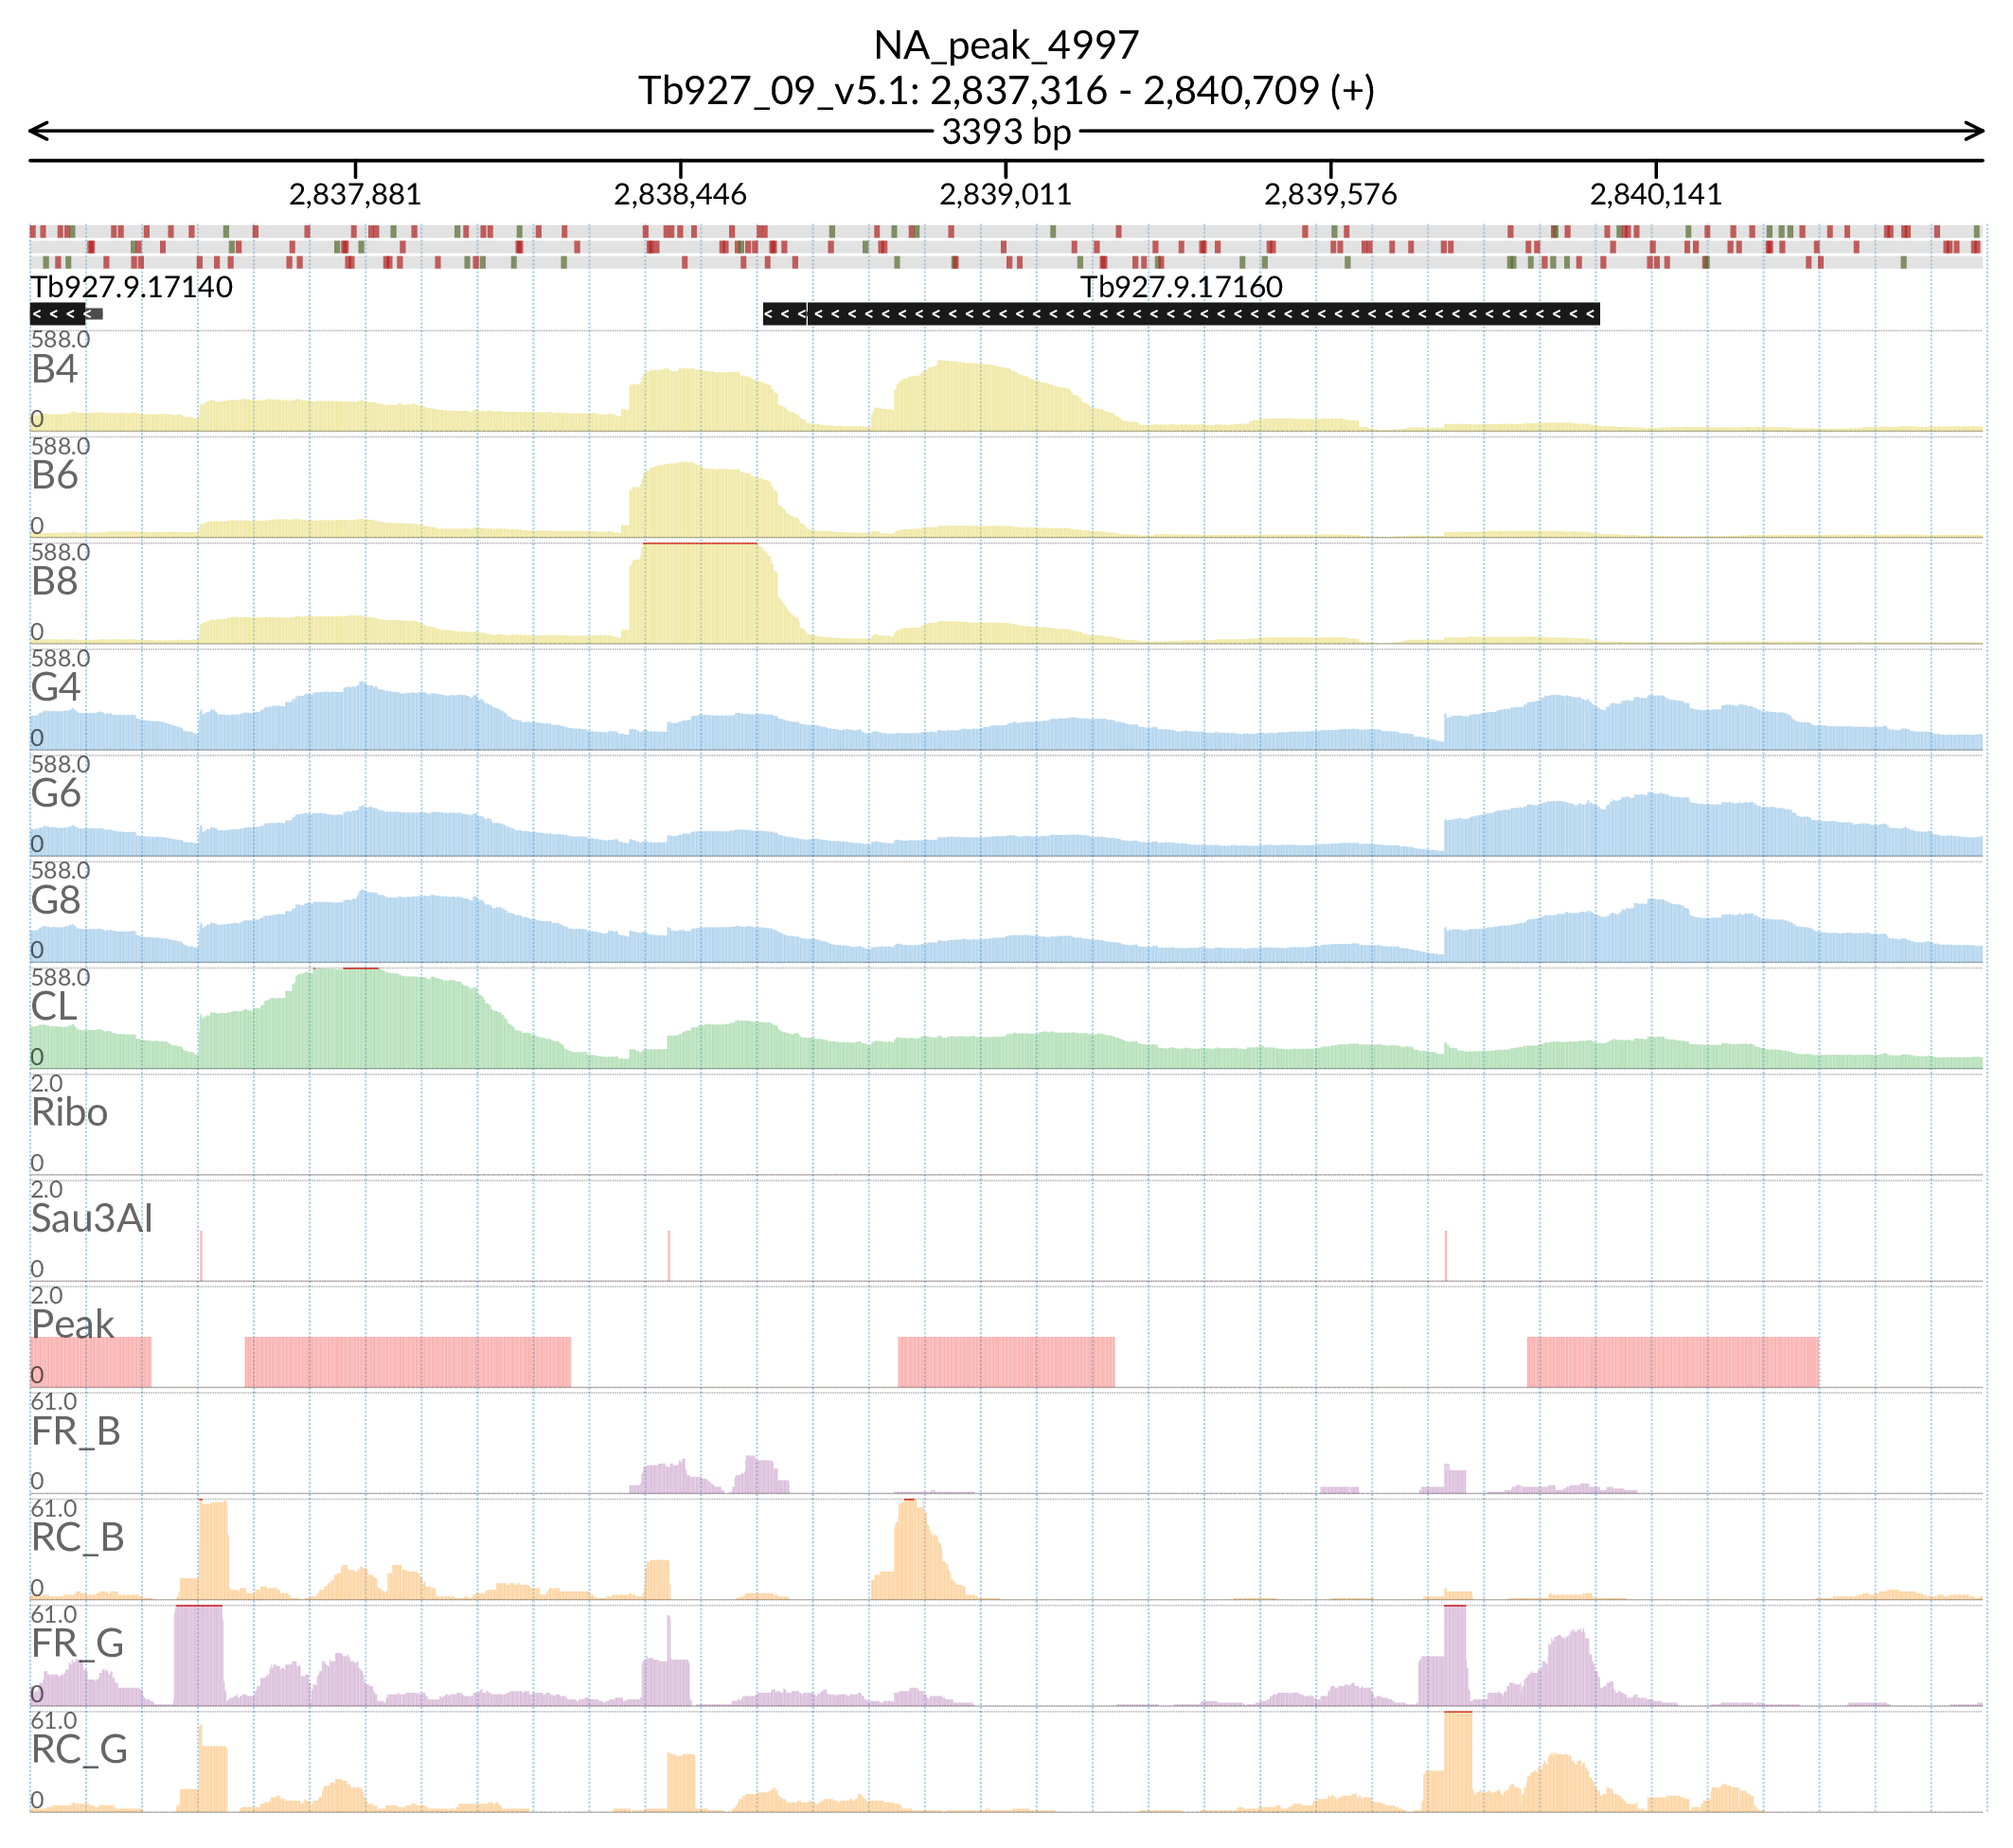 NA_peak_4997
Tb927_09_v5.1: 2,837,316 - 2,840,709 (+)
3393 bp
2,837,881 2,838,446 2,839,011 2,839,576 2,840,141
Tb927.9.17140 Tb927.9.17160
588.0
B4
0
588.0
B6
0
588.0
B8
0
588.0
G4
0
588.0
G6
0
588.0
G8
0
588.0
CL
0
2.0
Ribo
0
2.0
Sau3AI
0
2.0
Peak
0
61.0
FR_B
0
61.0
RC_B
0
61.0
FR_G
0
61.0
RC_G
0